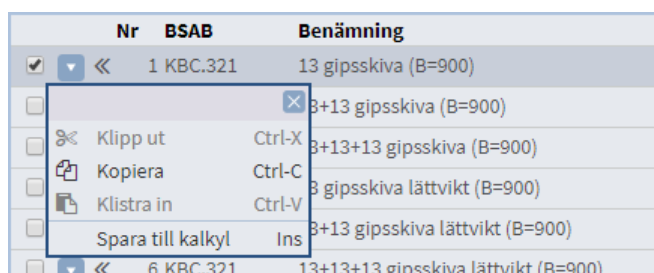 Nr BSAB Benämning
1 KBC.321 13 gipsskiva (B=900)
3+13 gipsskiva (B=900)
Klipp ut Ctrl-X
3+13+13 gipsskiva (B=900)
Kopiera Ctrl-C
3 gipsskiva lättvikt (B=900)
Klistra in Ctrl-V
3+13 gipsskiva lättvikt (B=900)
Spara till kalkyl Ins
6 KBC.321 13+13+13 gipsskiva lättvikt (B=900)